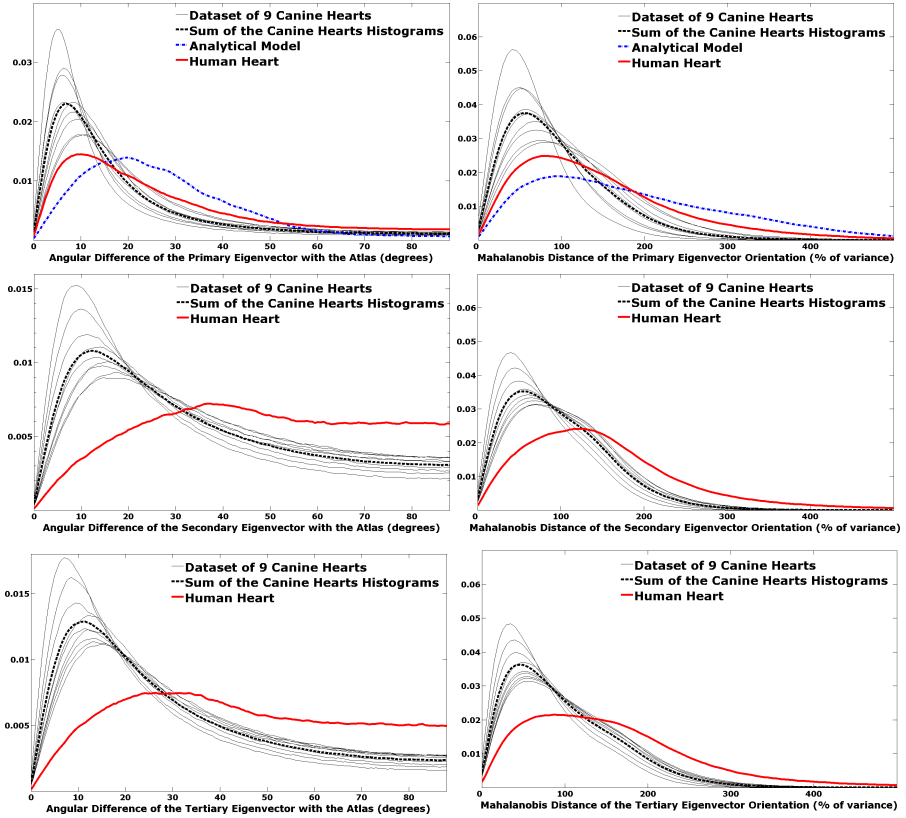 Dataset of 9 Canine Hearts
Sum of the Canine Hearts Histograms
Analytical Model
Human Heart
0.03
0.02
0.01
0 10 20 30 40 50 60 70 80
Angular Difference of the Primary Eigenvector with the Atlas (degrees)
Dataset of 9 Canine Hearts
Sum of the Canine Hearts Histograms
Analytical Model
Human Heart
0.06
0.05
0.04
0.03
0.02
0.01
0 100 200 300 400
Mahalanobis Distance of the Primary Eigenvector Orientation (% of variance)
Dataset of 9 Canine Hearts
Sum of the Canine Hearts Histograms
Human Heart
0.015
0.01
0.005
0 10 20 30 40 50 60 70 80
Angular Difference of the Secondary Eigenvector with the Atlas (degrees)
Dataset of 9 Canine Hearts
Sum of the Canine Hearts Histograms
Human Heart
0.06
0.05
0.04
0.03
0.02
0.01
0 100 200 300 400
Mahalanobis Distance of the Secondary Eigenvector Orientation (% of variance)
Dataset of 9 Canine Hearts
Sum of the Canine Hearts Histograms
Human Heart
0.015
0.01
0.005
0 10 20 30 40 50 60 70 80
Angular Difference of the Tertiary Eigenvector with the Atlas (degrees)
Dataset of 9 Canine Hearts
Sum of the Canine Hearts Histograms
Human Heart
0.06
0.05
0.04
0.03
0.02
0.01
0 100 200 300 400
Mahalanobis Distance of the Tertiary Eigenvector Orientation (% of variance)